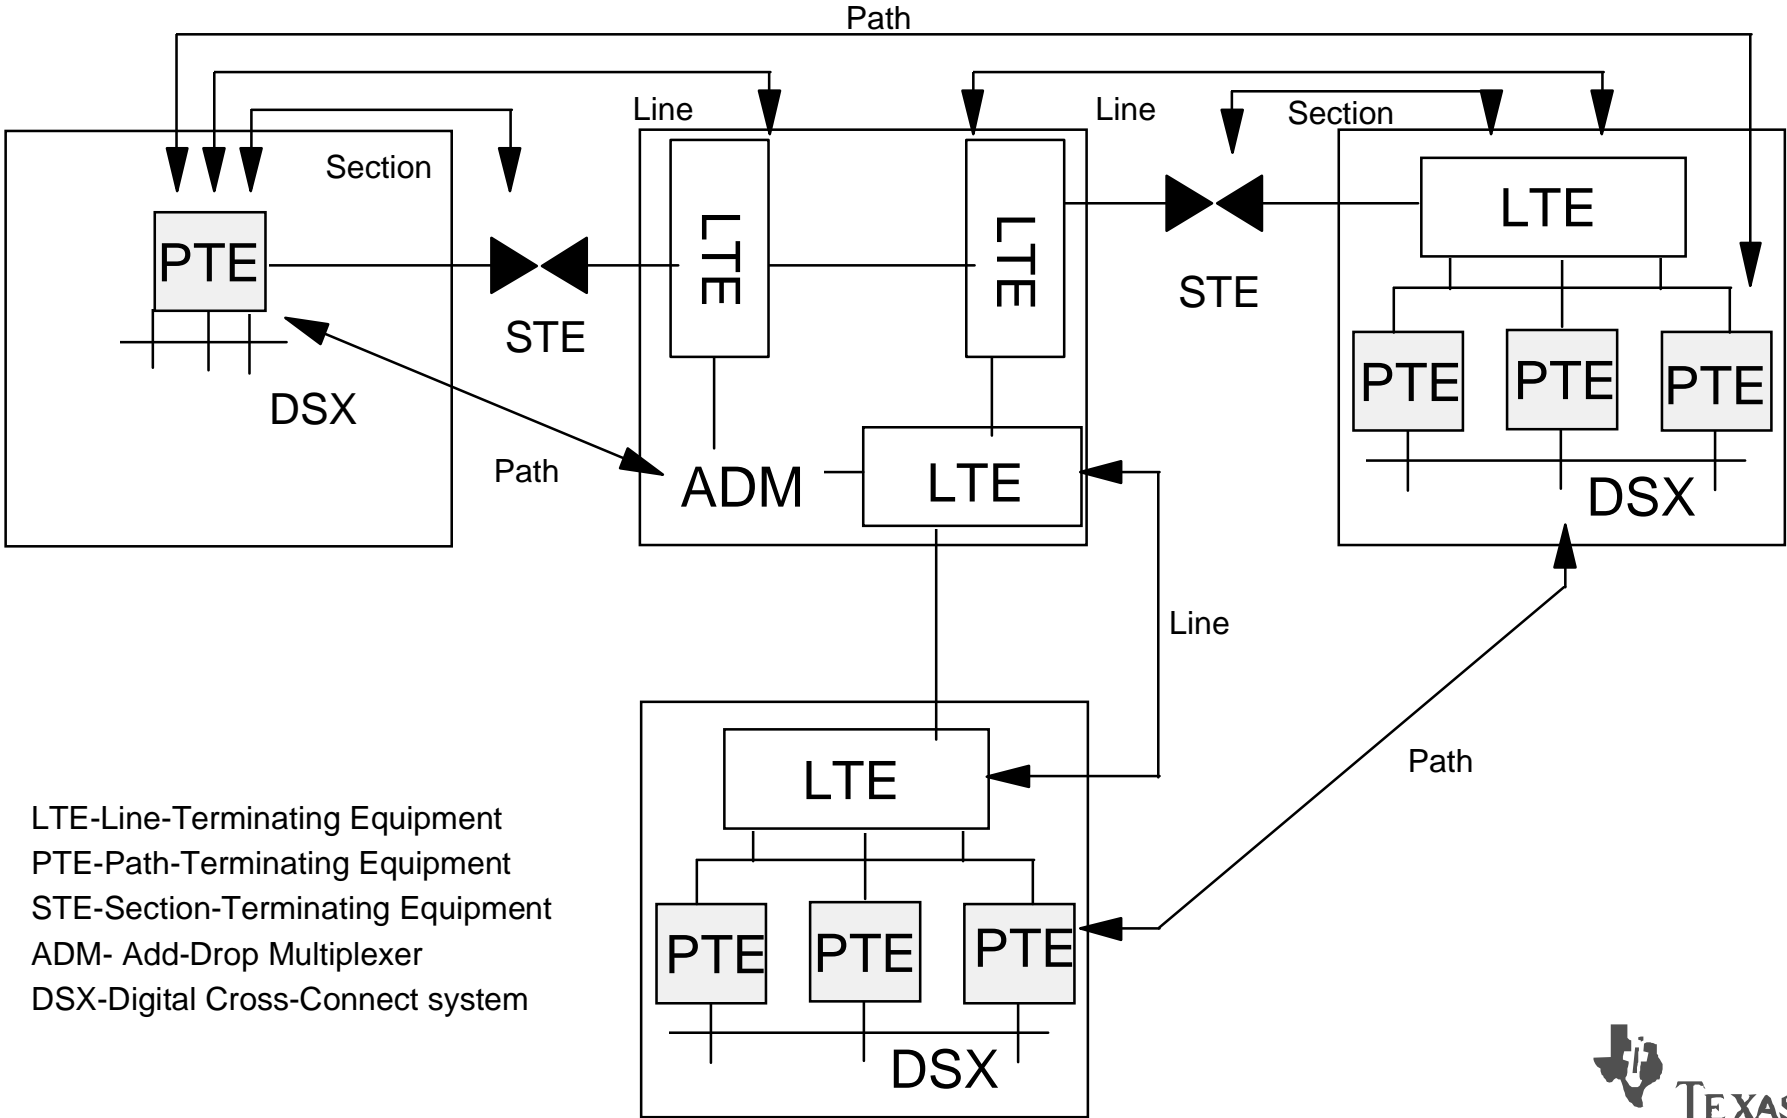 Path
Line
Line
Section
Section
LTE
LTE
LTE
PTE
STE
STE
PTE
PTE
PTE
DSX
Path
ADM
LTE
DSX
Line
Path
LTE
LTE-Line-Terminating Equipment
PTE-Path-Terminating Equipment
STE-Section-Terminating Equipment
ADM- Add-Drop Multiplexer
DSX-Digital Cross-Connect system
PTE
PTE
PTE
DSX
TEXAS